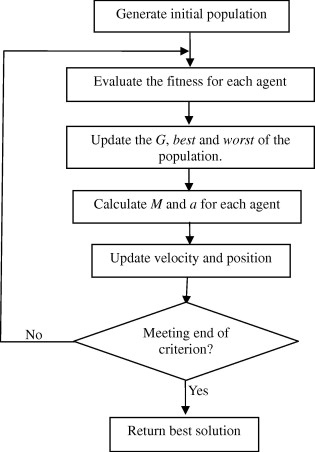 Generate initial population
Evaluate the fitness for each agent
Update the G, best and worst of the
population.
Calculate M and a for each agent
Update velocity and position
Meeting end of
criterion?
No
Yes
Return best solution